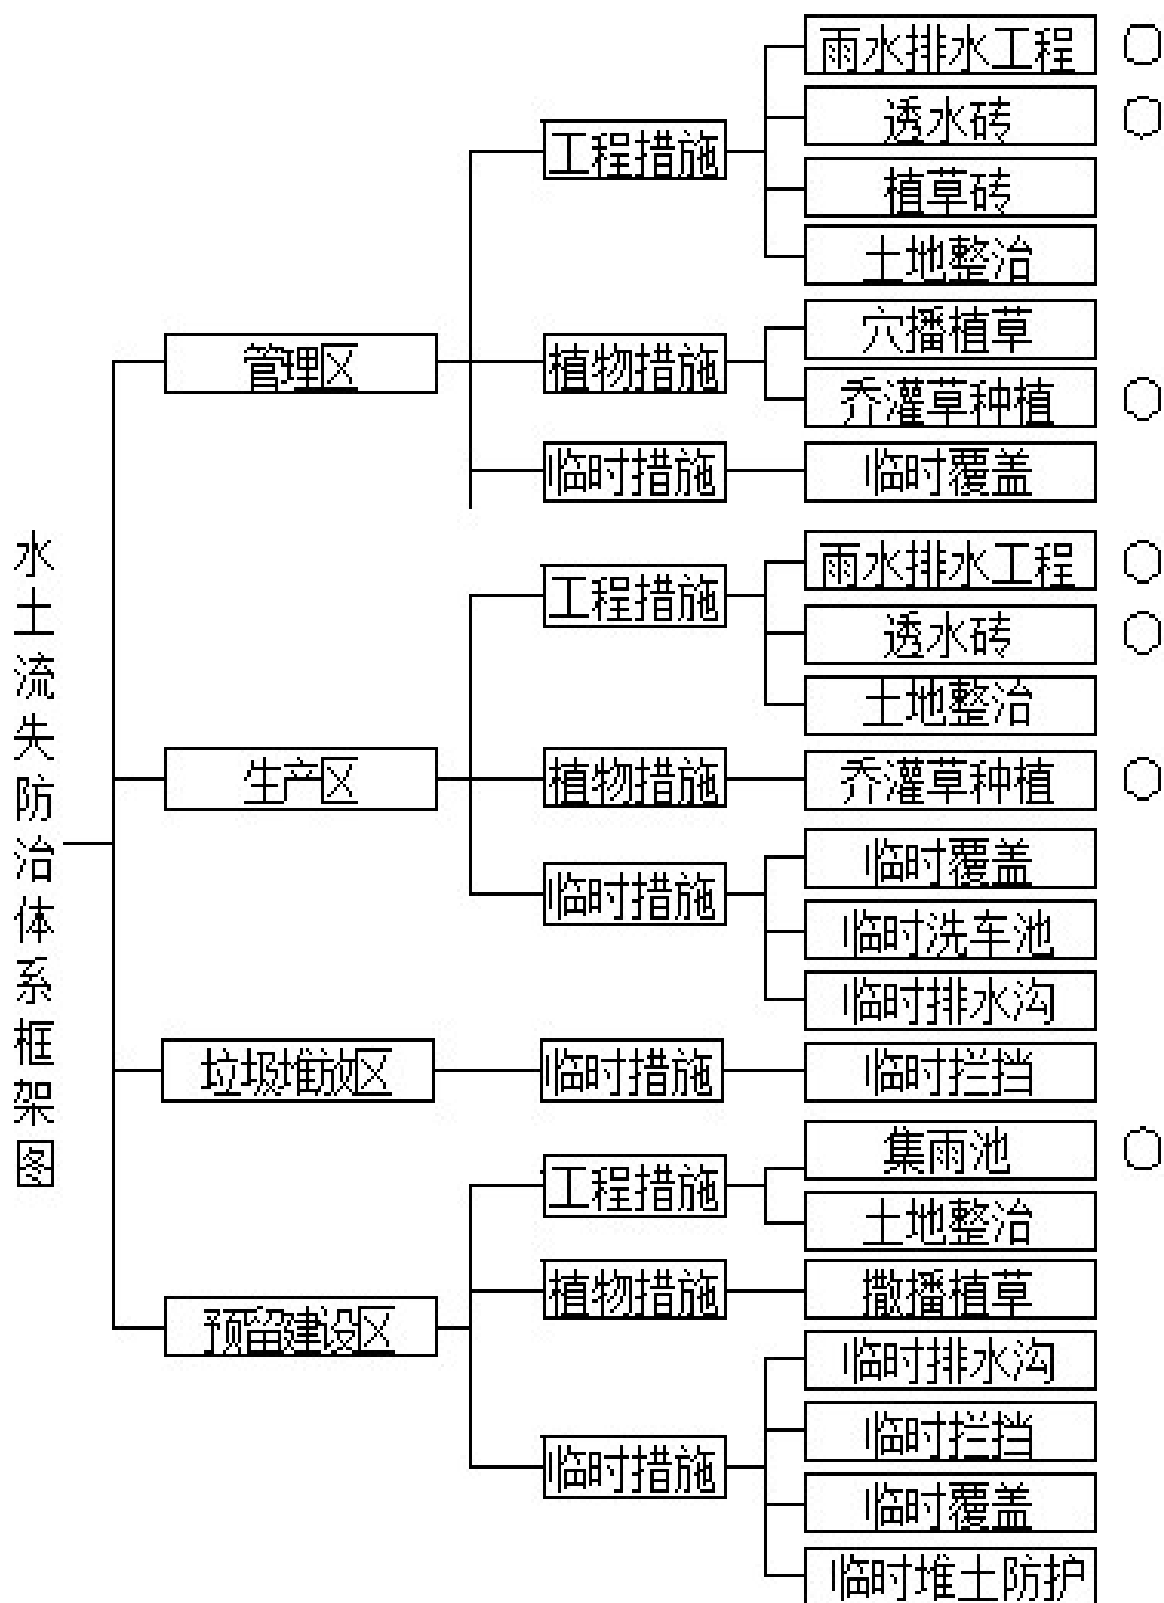 水土流失防治体系框架图
管理区
工程措施
雨水排水工程 ○
透水砖 ○
植草砖
土地整治
植物措施
穴播植草
乔灌草种植 ○
临时措施
临时覆盖
生产区
工程措施
雨水排水工程 ○
透水砖 ○
土地整治
植物措施
乔灌草种植 ○
临时措施
临时覆盖
临时洗车池
临时排水沟
垃圾堆放区
临时措施
临时拦挡
预留建设区
工程措施
集雨池 ○
土地整治
植物措施
撒播植草
临时措施
临时排水沟
临时拦挡
临时覆盖
临时堆土防护